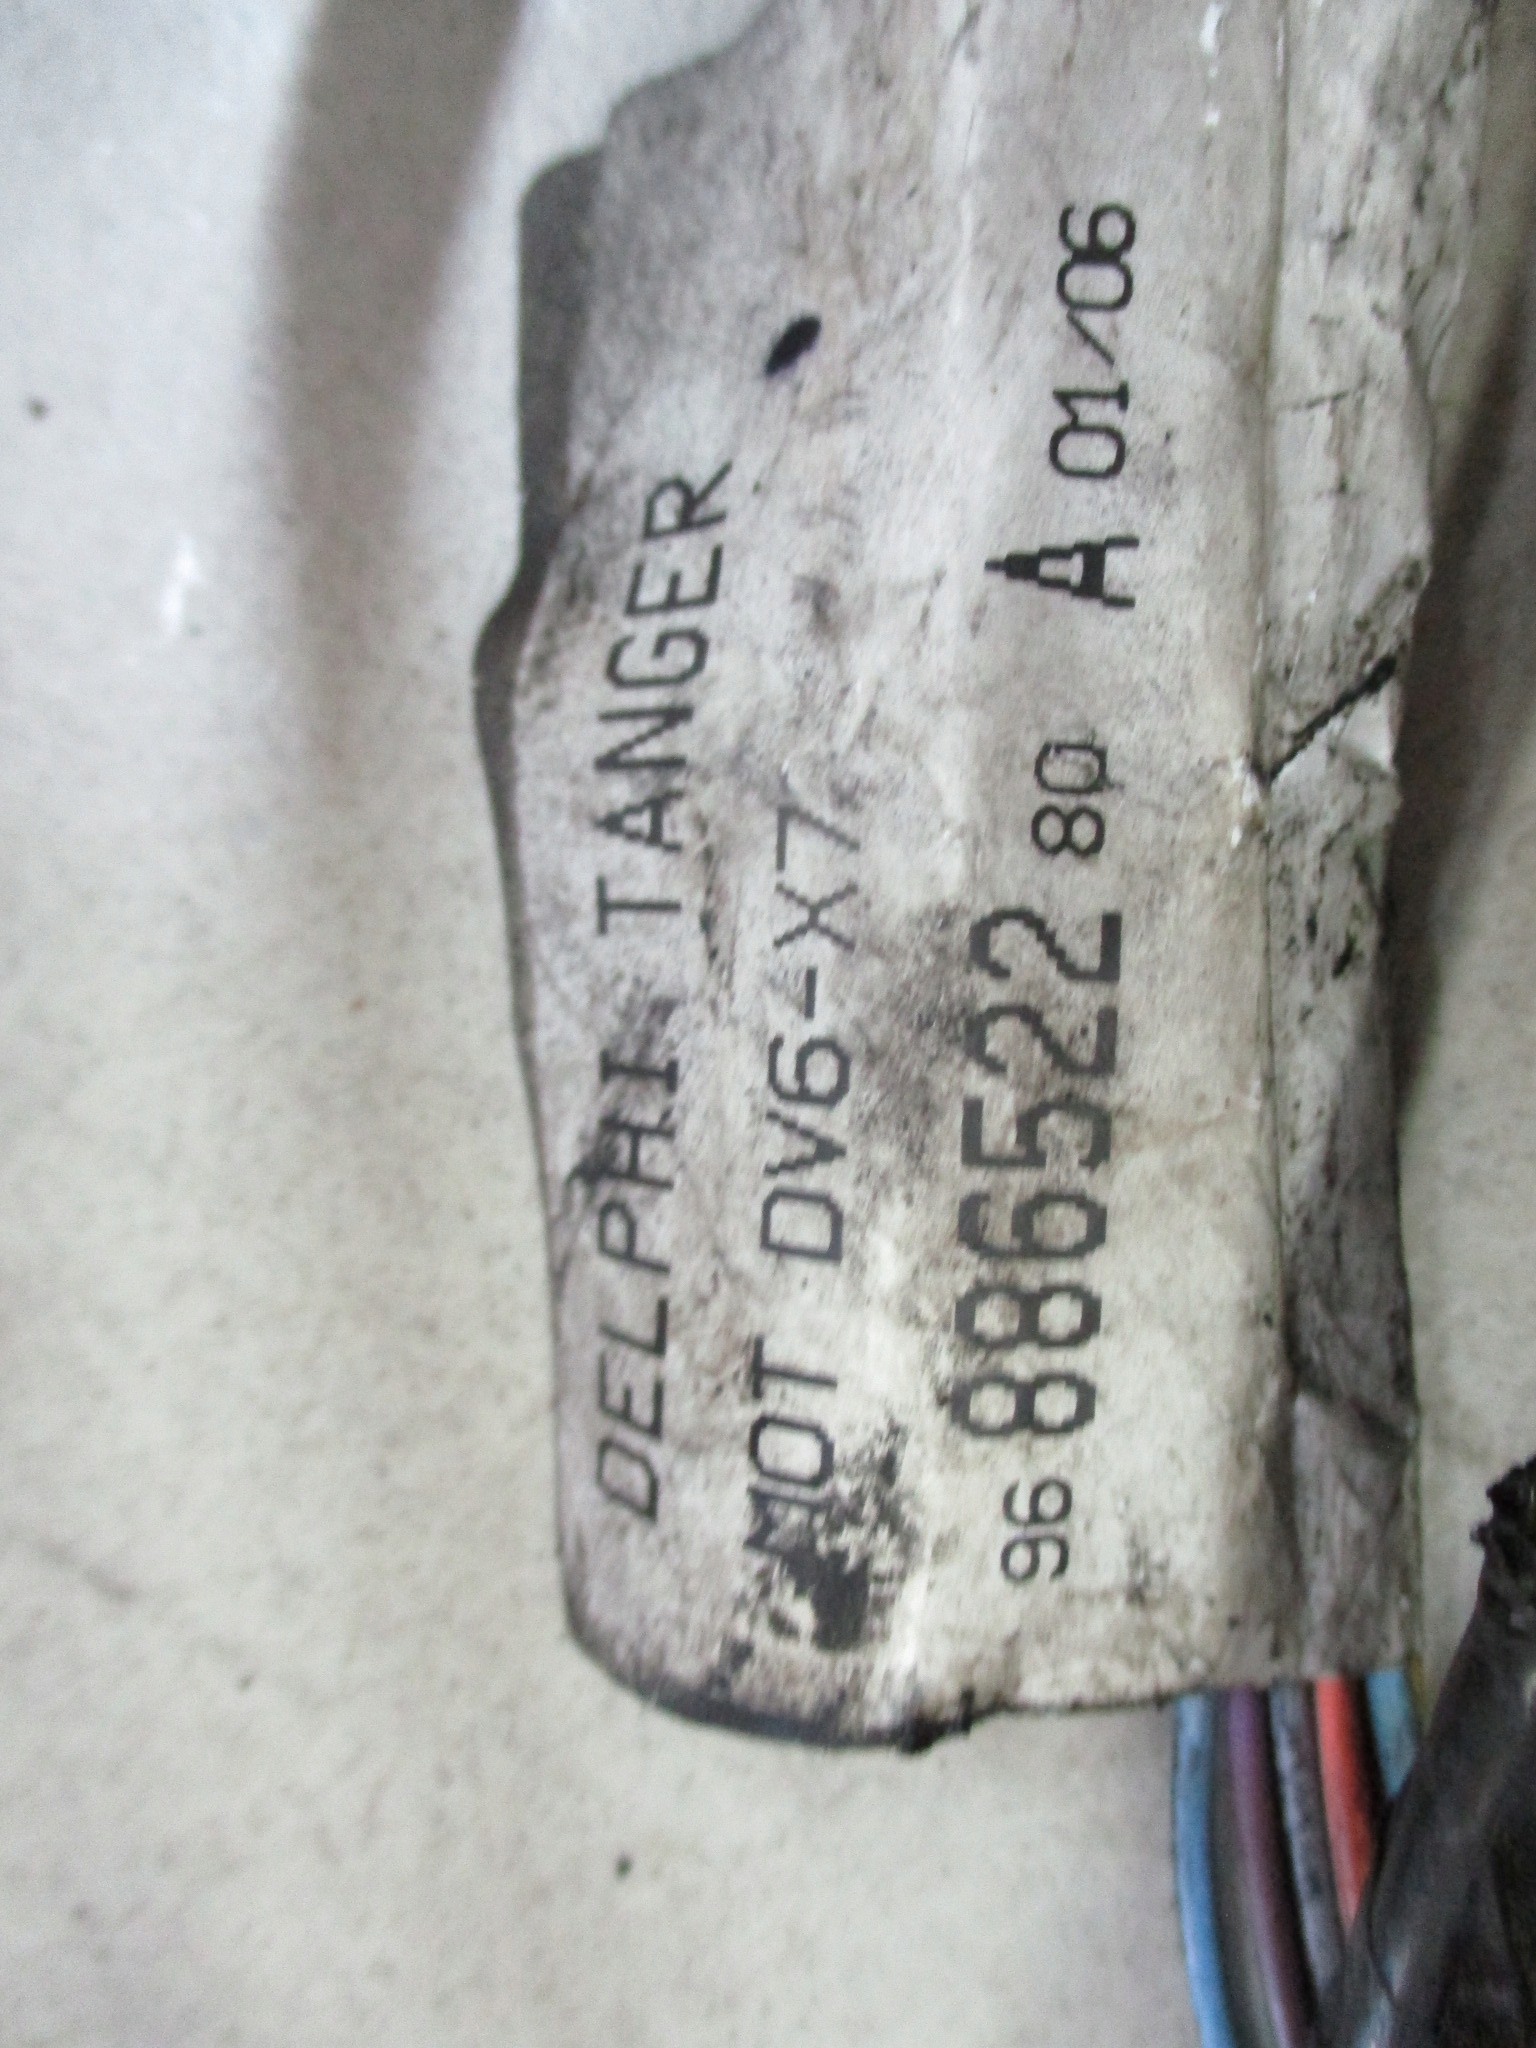 DELPHI TANGER
MOT DV6-X7
96 886522 80 A 01/06